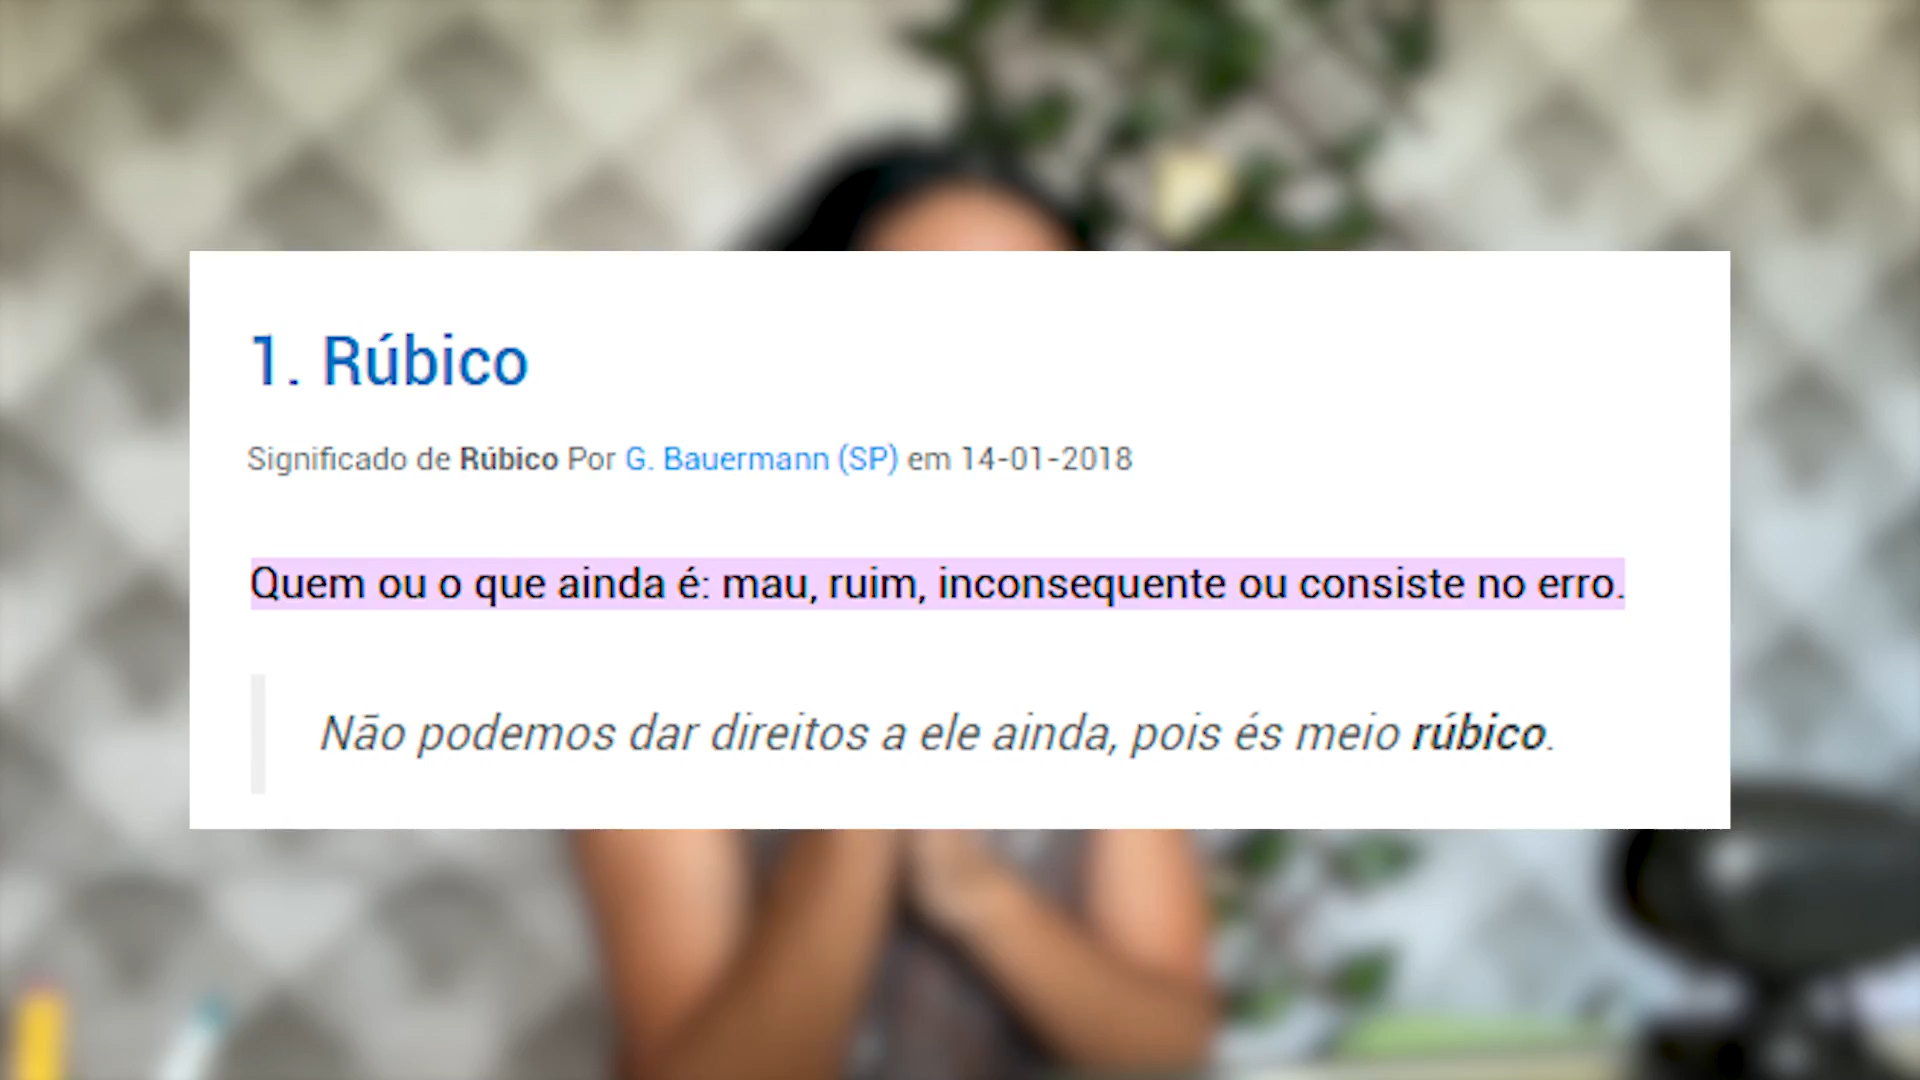 1. Rúbico
Significado de Rúbico Por G. Bauermann (SP) em 14-01-2018
Quem ou o que ainda é: mau, ruim, inconsequente ou consiste no erro.
Não podemos dar direitos a ele ainda, pois és meio rúbico.